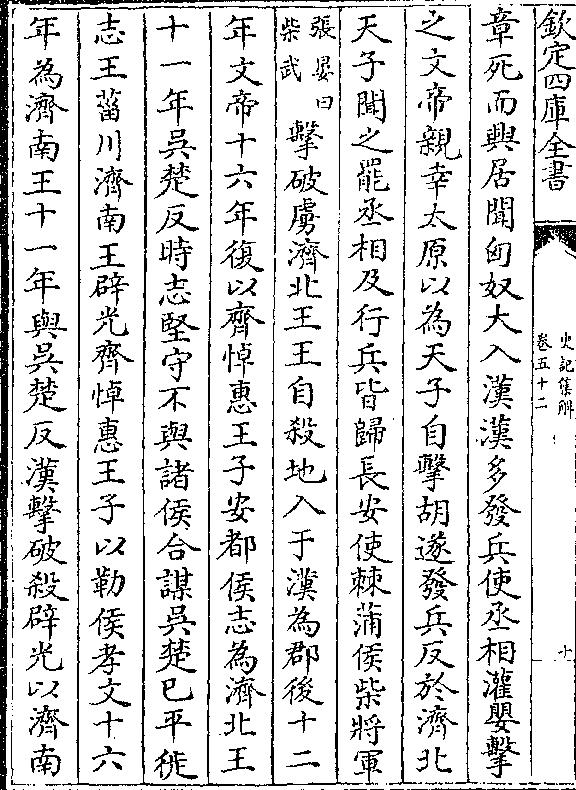 欽定四庫全書
史記集解
卷五十二
十
章死而興居聞匈奴大入漢漢多發兵使丞相灌嬰擊
之文帝親幸太原以為天子自擊胡遂發兵反於濟北
天子聞之罷丞相及行兵皆歸長安使棘蒲侯柴將軍
張晏曰
柴武
擊破虜濟北王王自殺地入于漢為郡後十二
年文帝十六年復以齊悼惠王子安都侯志為濟北王
十一年吳楚反時志堅守不與諸侯合謀吳楚已平徙
志王菑川濟南王辟光齊悼惠王子以勒侯孝文十六
年為濟南王十一年與吳楚反漢擊破殺辟光以濟南